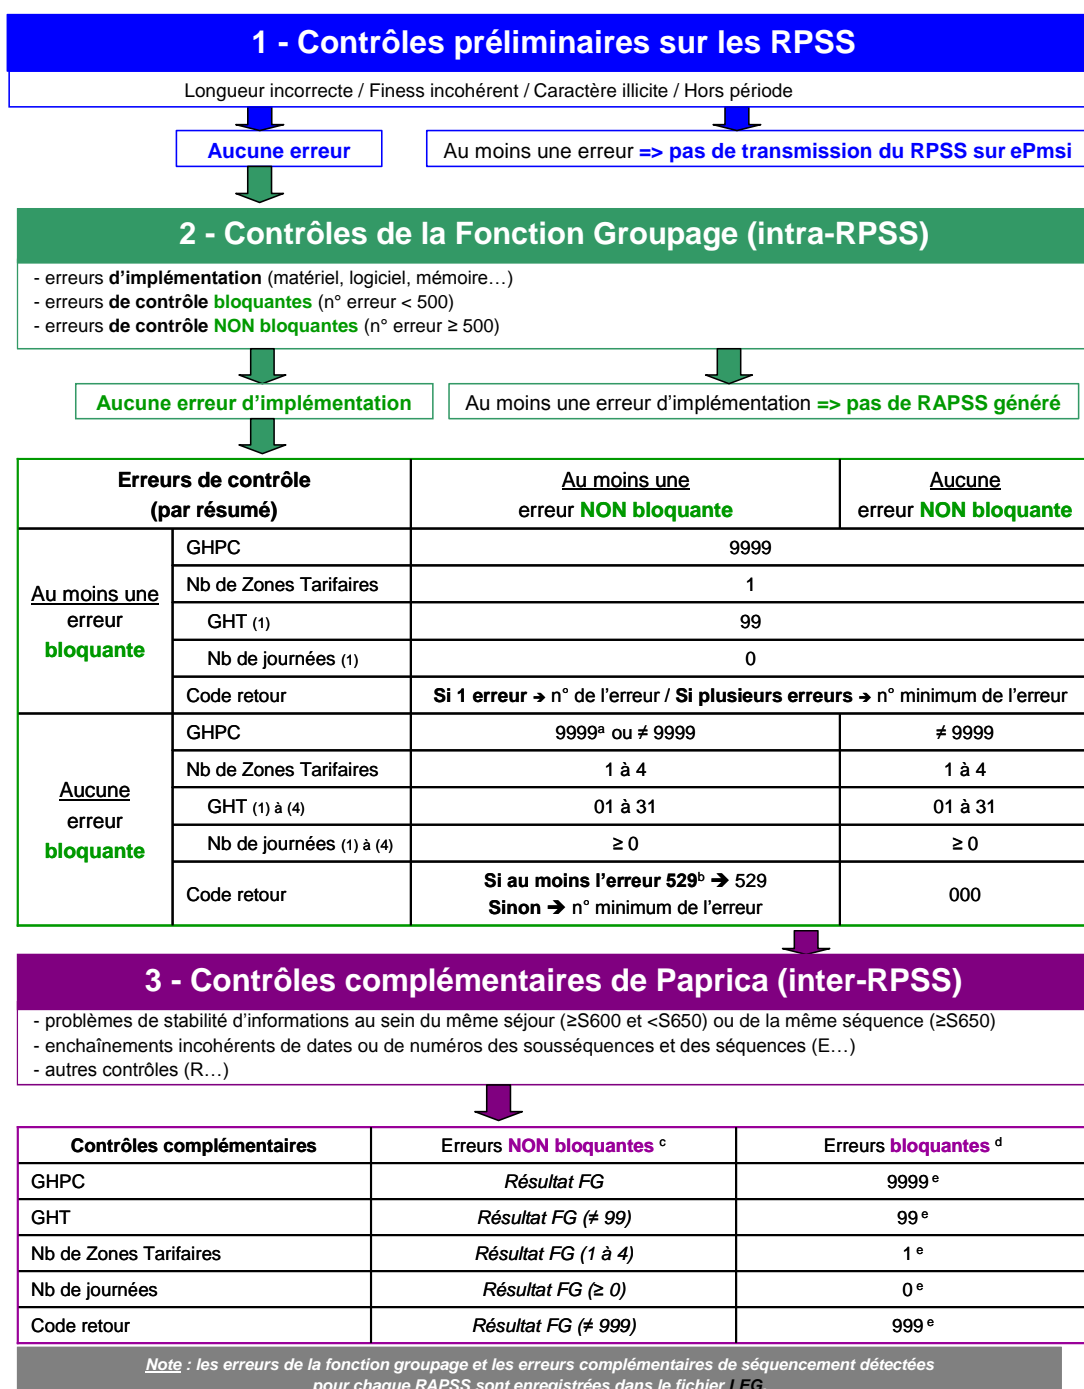 1 - Contrôles préliminaires sur les RPSS
Longueur incorrecte / Finess incohérent / Caractère illicite / Hors période
Aucune erreur
Au moins une erreur => pas de transmission du RPSS sur ePmsi
2 - Contrôles de la Fonction Groupage (intra-RPSS)
- erreurs d'implémentation (matériel, logiciel, mémoire…)
- erreurs de contrôle bloquantes (n° erreur < 500)
- erreurs de contrôle NON bloquantes (n° erreur ≥ 500)
Aucune erreur d'implémentation
Au moins une erreur d'implémentation => pas de RAPSS généré
Erreurs de contrôle
(par résumé)
Au moins une
erreur NON bloquante
Aucune
erreur NON bloquante
Au moins une
erreur
bloquante
GHPC 9999
Nb de Zones Tarifaires 1
GHT (1) 99
Nb de journées (1) 0
Code retour Si 1 erreur → n° de l'erreur / Si plusieurs erreurs → n° minimum de l'erreur
Aucune
erreur
bloquante
GHPC 9999ᵃ ou ≠ 9999 ≠ 9999
Nb de Zones Tarifaires 1 à 4 1 à 4
GHT (1) à (4) 01 à 31 01 à 31
Nb de journées (1) à (4) ≥ 0 ≥ 0
Code retour
Si au moins l'erreur 529ᵇ ➔ 529
Sinon ➔ n° minimum de l'erreur
000
3 - Contrôles complémentaires de Paprica (inter-RPSS)
- problèmes de stabilité d'informations au sein du même séjour (≥S600 et <S650) ou de la même séquence (≥S650)
- enchaînements incohérents de dates ou de numéros des sousséquences et des séquences (E…)
- autres contrôles (R…)
Contrôles complémentaires Erreurs NON bloquantes ᶜ Erreurs bloquantes ᵈ
GHPC Résultat FG 9999 ᵉ
GHT Résultat FG (≠ 99) 99 ᵉ
Nb de Zones Tarifaires Résultat FG (1 à 4) 1 ᵉ
Nb de journées Résultat FG (≥ 0) 0 ᵉ
Code retour Résultat FG (≠ 999) 999 ᵉ
Note : les erreurs de la fonction groupage et les erreurs complémentaires de séquencement détectées
pour chaque RAPSS sont enregistrées dans le fichier LEG.